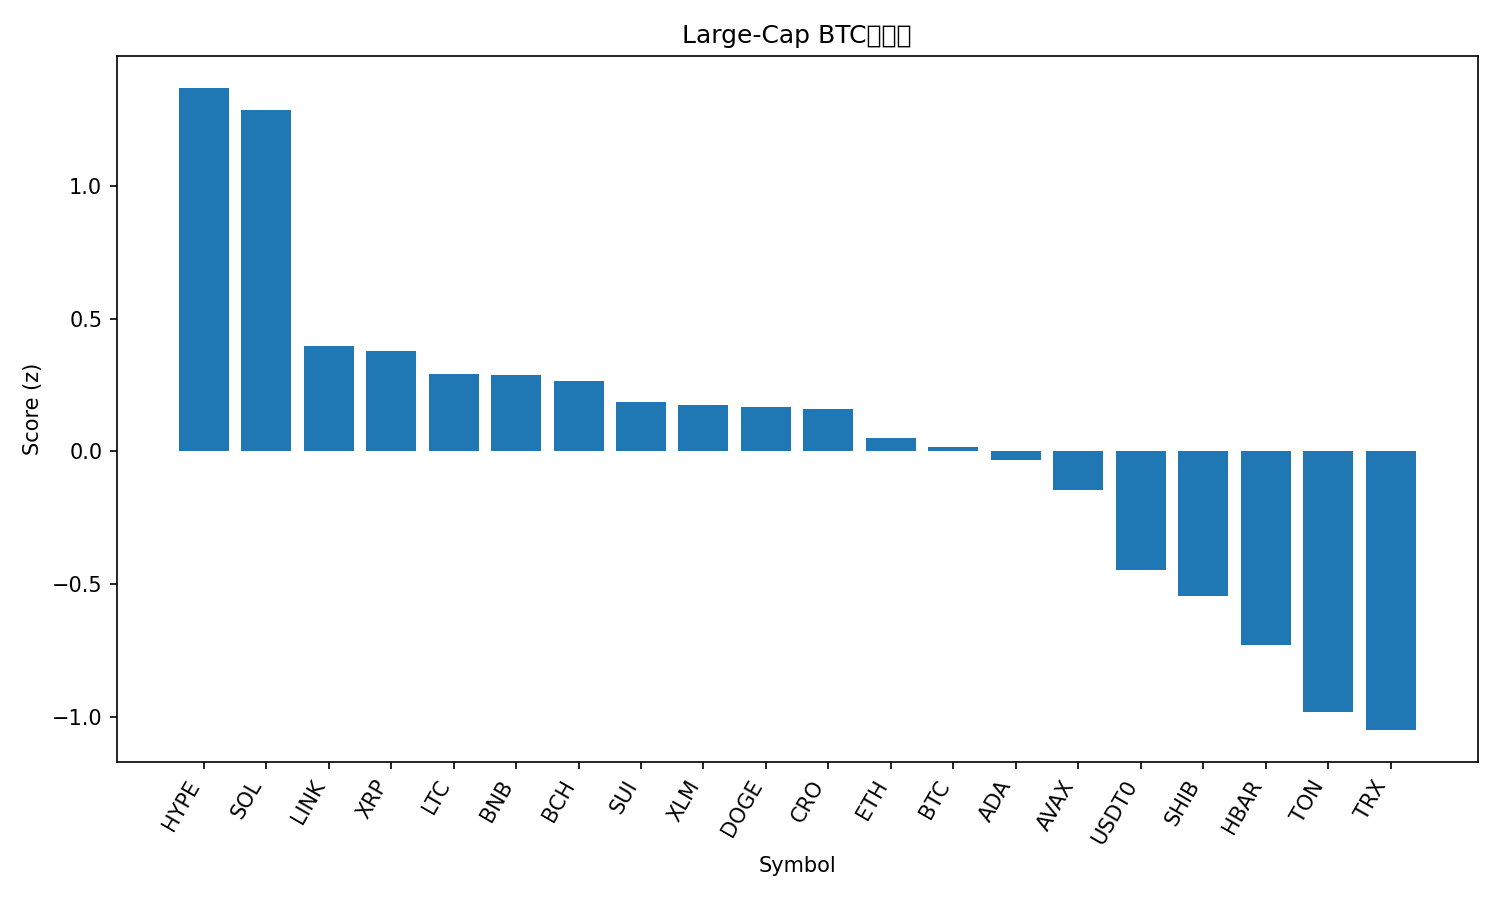 Large-Cap BTC
1.0
0.5
0.0
−0.5
−1.0
Score (z)
HYPE
SOL
LINK
XRP
LTC
BNB
BCH
SUI
XLM
DOGE
CRO
ETH
BTC
ADA
AVAX
USDT0
SHIB
HBAR
TON
TRX
Symbol